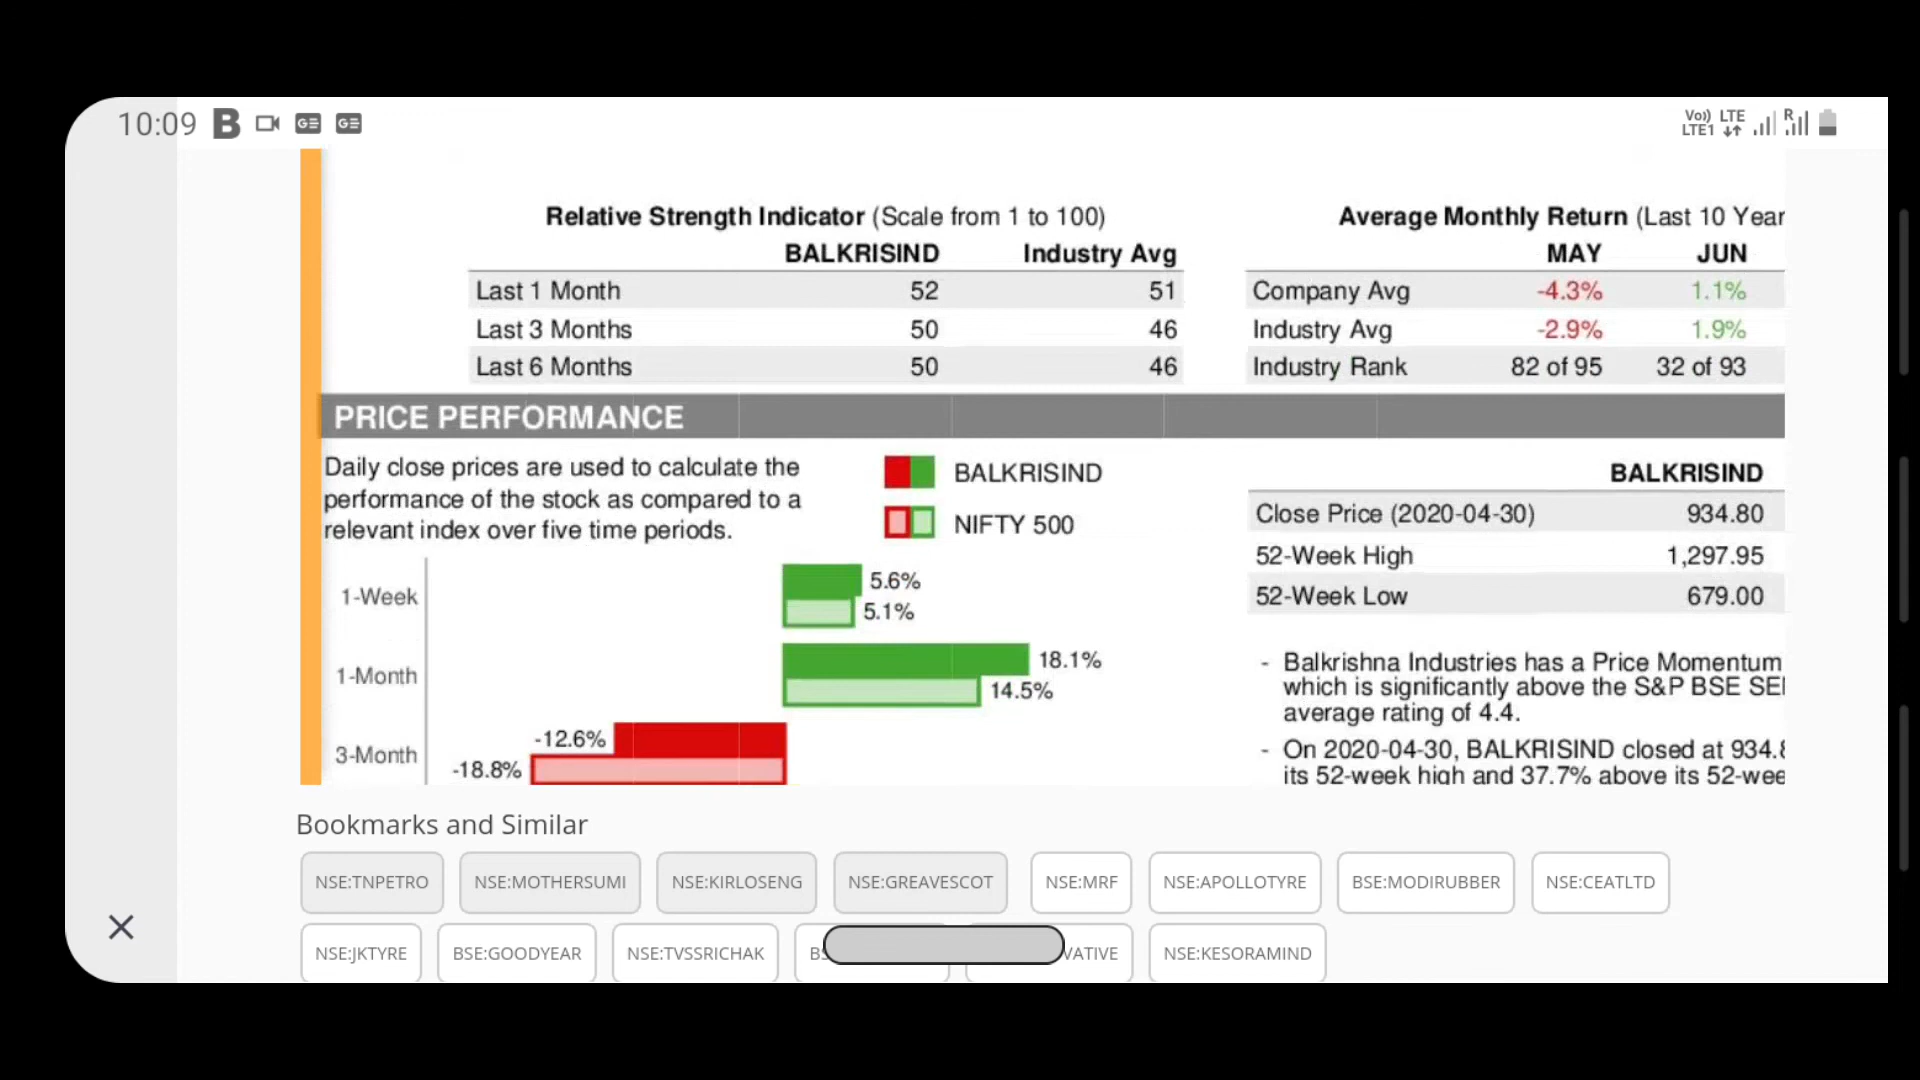 10:09 B GE GE Vo)) LTE1 LTE R
Relative Strength Indicator (Scale from 1 to 100)
BALKRISIND Industry Avg
Last 1 Month 52 51
Last 3 Months 50 46
Last 6 Months 50 46
Average Monthly Return (Last 10 Year
MAY JUN
Company Avg -4.3% 1.1%
Industry Avg -2.9% 1.9%
Industry Rank 82 of 95 32 of 93
PRICE PERFORMANCE
Daily close prices are used to calculate the
performance of the stock as compared to a
relevant index over five time periods.
BALKRISIND
NIFTY 500
1-Week 5.6%
5.1%
1-Month 18.1%
14.5%
3-Month -12.6%
-18.8%
BALKRISIND
Close Price (2020-04-30) 934.80
52-Week High 1,297.95
52-Week Low 679.00
- Balkrishna Industries has a Price Momentum
which is significantly above the S&P BSE
average rating of 4.4.
- On 2020-04-30, BALKRISIND closed at
its 52-week high and 37.7% above its
Bookmarks and Similar
NSE:TNPETRO NSE:MOTHERSUMI NSE:KIRLOSENG NSE:GREAVESCOT NSE:MRF NSE:APOLLOTYRE BSE:MODIRUBBER NSE:CEATLTD
NSE:JKTYRE BSE:GOODYEAR NSE:TVSSRICHAK VATIVE NSE:KESORAMIND